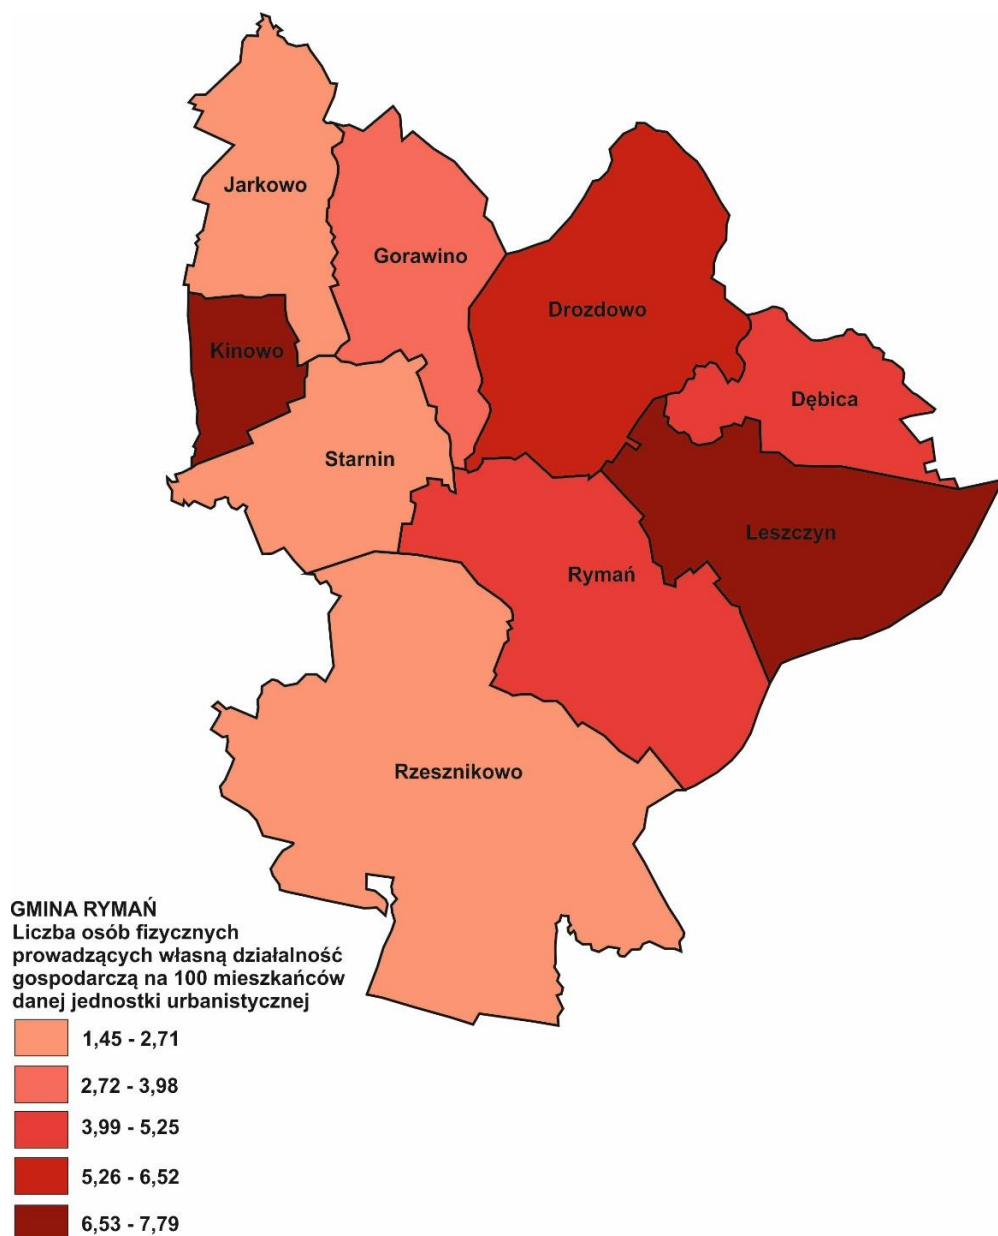 Jarkowo
Gorawino
Drozdowo
Kinowo
Dębica
Starnin
Leszczyn
Rymań
Rzesznikowo
GMINA RYMAŃ
Liczba osób fizycznych
prowadzących własną działalność
gospodarczą na 100 mieszkańców
danej jednostki urbanistycznej
1,45 - 2,71
2,72 - 3,98
3,99 - 5,25
5,26 - 6,52
6,53 - 7,79